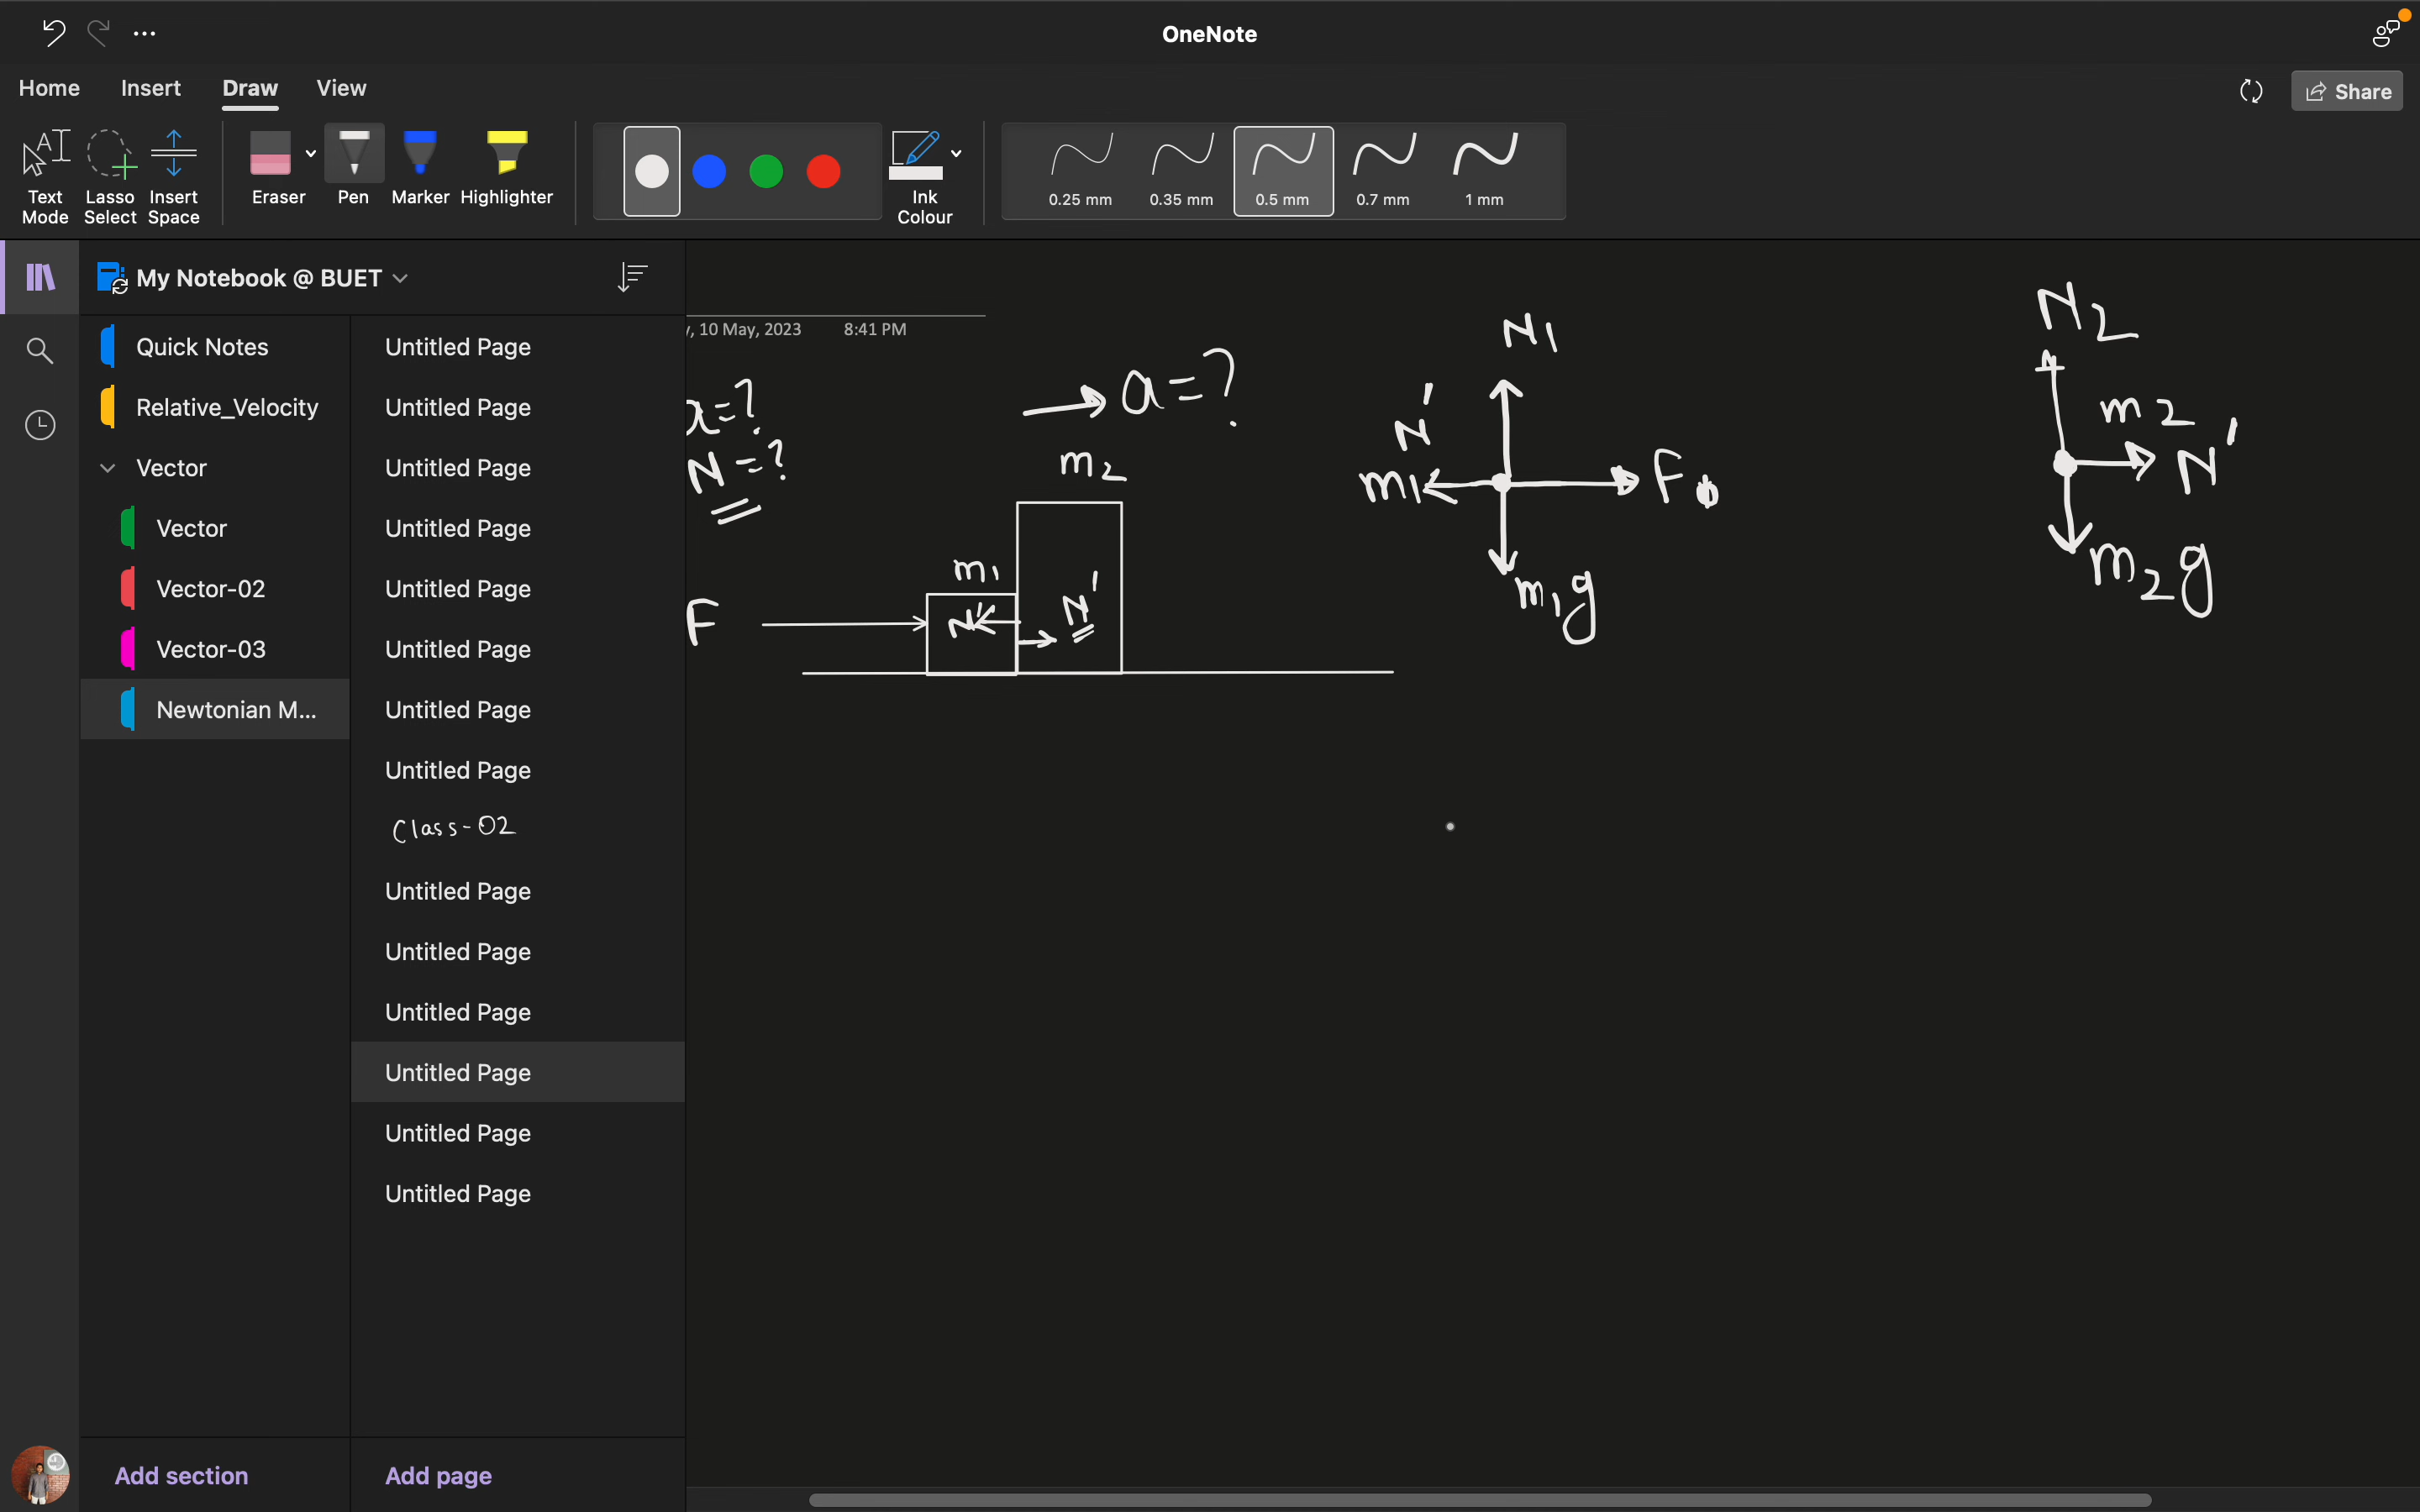 OneNote
Home Insert Draw View
Share
Text Mode
Lasso Select
Insert Space
Eraser
Pen
Marker
Highlighter
Ink Colour
0.25 mm
0.35 mm
0.5 mm
0.7 mm
1 mm
My Notebook @ BUET
Quick Notes
Relative_Velocity
Vector
Vector
Vector-02
Vector-03
Newtonian M...
Add section
Untitled Page
Untitled Page
Untitled Page
Untitled Page
Untitled Page
Untitled Page
Untitled Page
Untitled Page
Class-02
Untitled Page
Untitled Page
Untitled Page
Untitled Page
Untitled Page
Untitled Page
Add page
, 10 May, 2023 8:41 PM
a=?
N=?
a=?
m2
m1
F
N'
N'
N1
N'
m1
F
m1g
N2
m2
N'
m2g